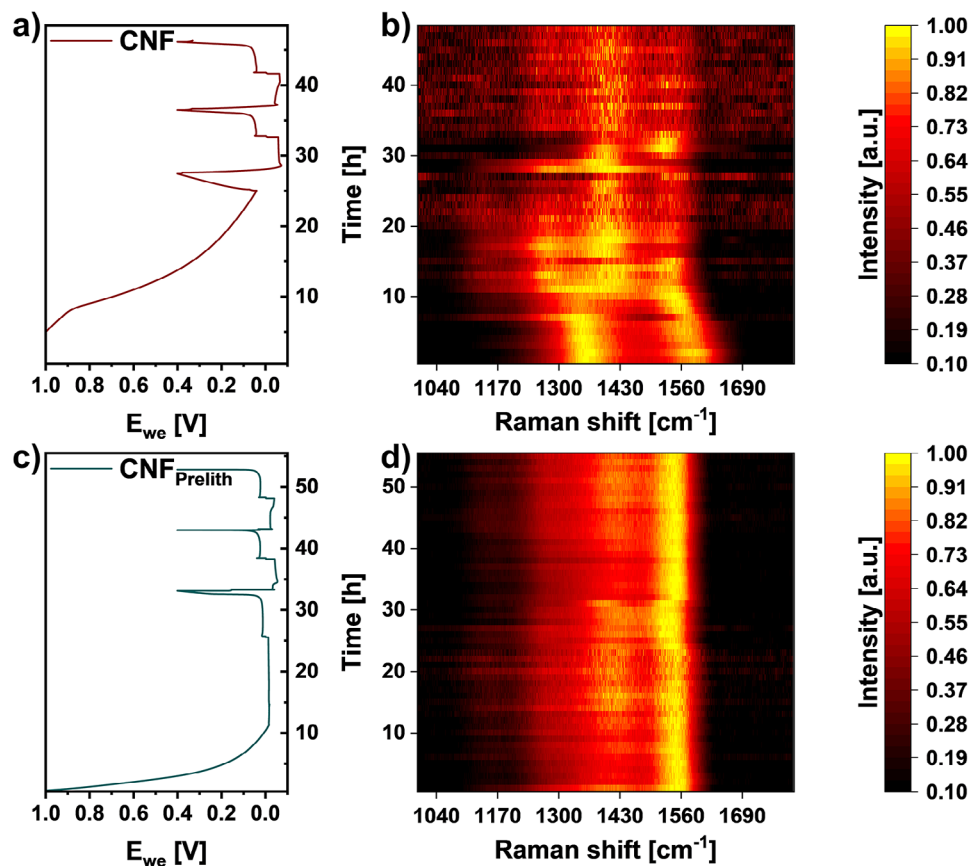 a)
CNF
40
30
20
10
Time [h]
1.0 0.8 0.6 0.4 0.2 0.0
E_we [V]
b)
40
30
20
10
1040 1170 1300 1430 1560 1690
Raman shift [cm⁻¹]
Intensity [a.u.]
1.00
0.91
0.82
0.73
0.64
0.55
0.46
0.37
0.28
0.19
0.10
c)
CNF_Prelith
50
40
30
20
10
Time [h]
1.0 0.8 0.6 0.4 0.2 0.0
E_we [V]
d)
50
40
30
20
10
1040 1170 1300 1430 1560 1690
Raman shift [cm⁻¹]
Intensity [a.u.]
1.00
0.91
0.82
0.73
0.64
0.55
0.46
0.37
0.28
0.19
0.10